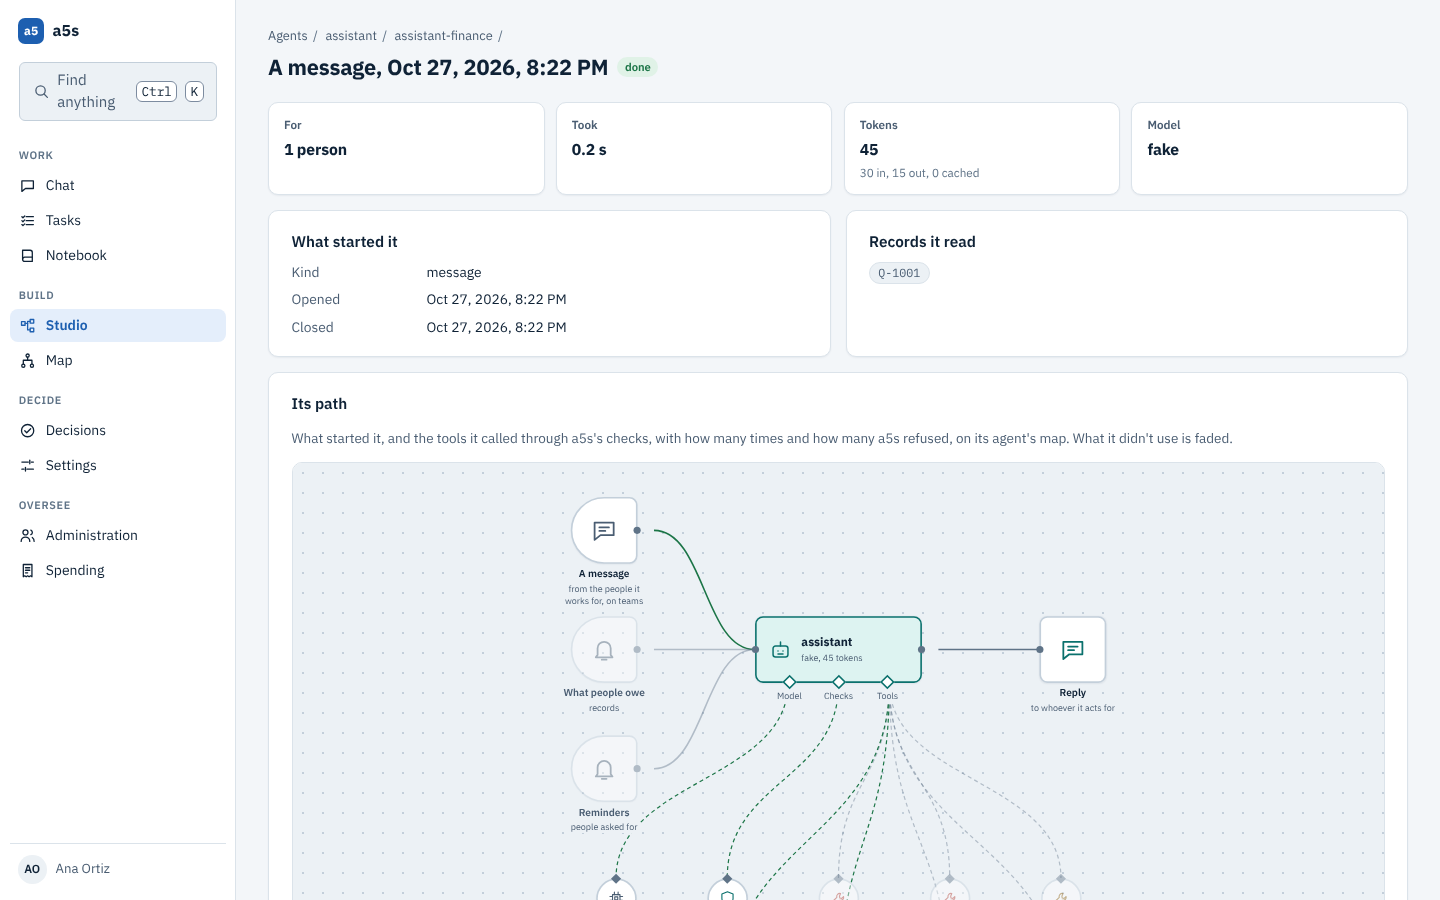 a5 a5s
Find anything Ctrl K
WORK
Chat
Tasks
Notebook
BUILD
Studio
Map
DECIDE
Decisions
Settings
OVERSEE
Administration
Spending
AO Ana Ortiz
Agents / assistant / assistant-finance /
A message, Oct 27, 2026, 8:22 PM done
For
1 person
Took
0.2 s
Tokens
45
30 in, 15 out, 0 cached
Model
fake
What started it
Kind message
Opened Oct 27, 2026, 8:22 PM
Closed Oct 27, 2026, 8:22 PM
Records it read
Q-1001
Its path
What started it, and the tools it called through a5s's checks, with how many times and how many a5s refused, on its agent's map. What it didn't use is faded.
A message
from the people it
works for, on teams
What people owe
records
Reminders
people asked for
assistant
fake, 45 tokens
Model Checks Tools
Reply
to whoever it acts for